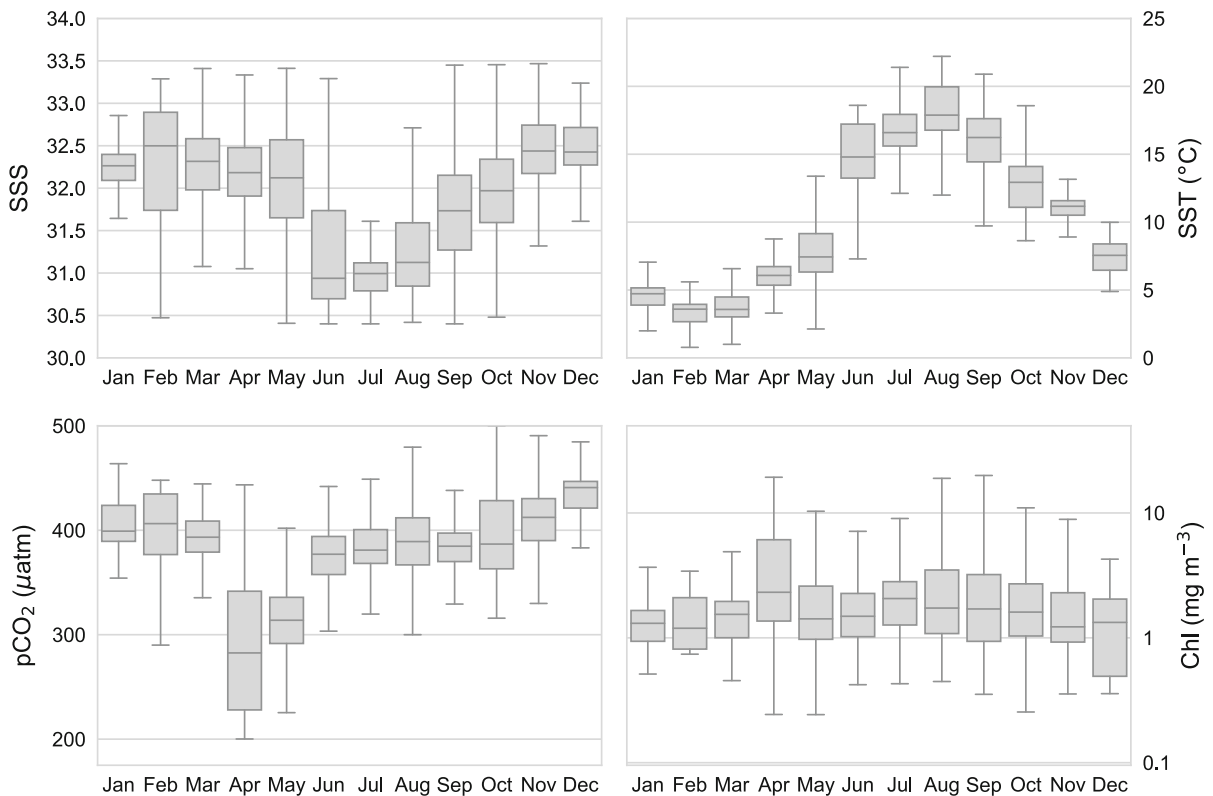 SSS
34.0
33.5
33.0
32.5
32.0
31.5
31.0
30.5
30.0
Jan Feb Mar Apr May Jun Jul Aug Sep Oct Nov Dec
SST (°C)
25
20
15
10
5
0
Jan Feb Mar Apr May Jun Jul Aug Sep Oct Nov Dec
pCO₂ (μatm)
500
400
300
200
Jan Feb Mar Apr May Jun Jul Aug Sep Oct Nov Dec
Chl (mg m⁻³)
10
1
0.1
Jan Feb Mar Apr May Jun Jul Aug Sep Oct Nov Dec